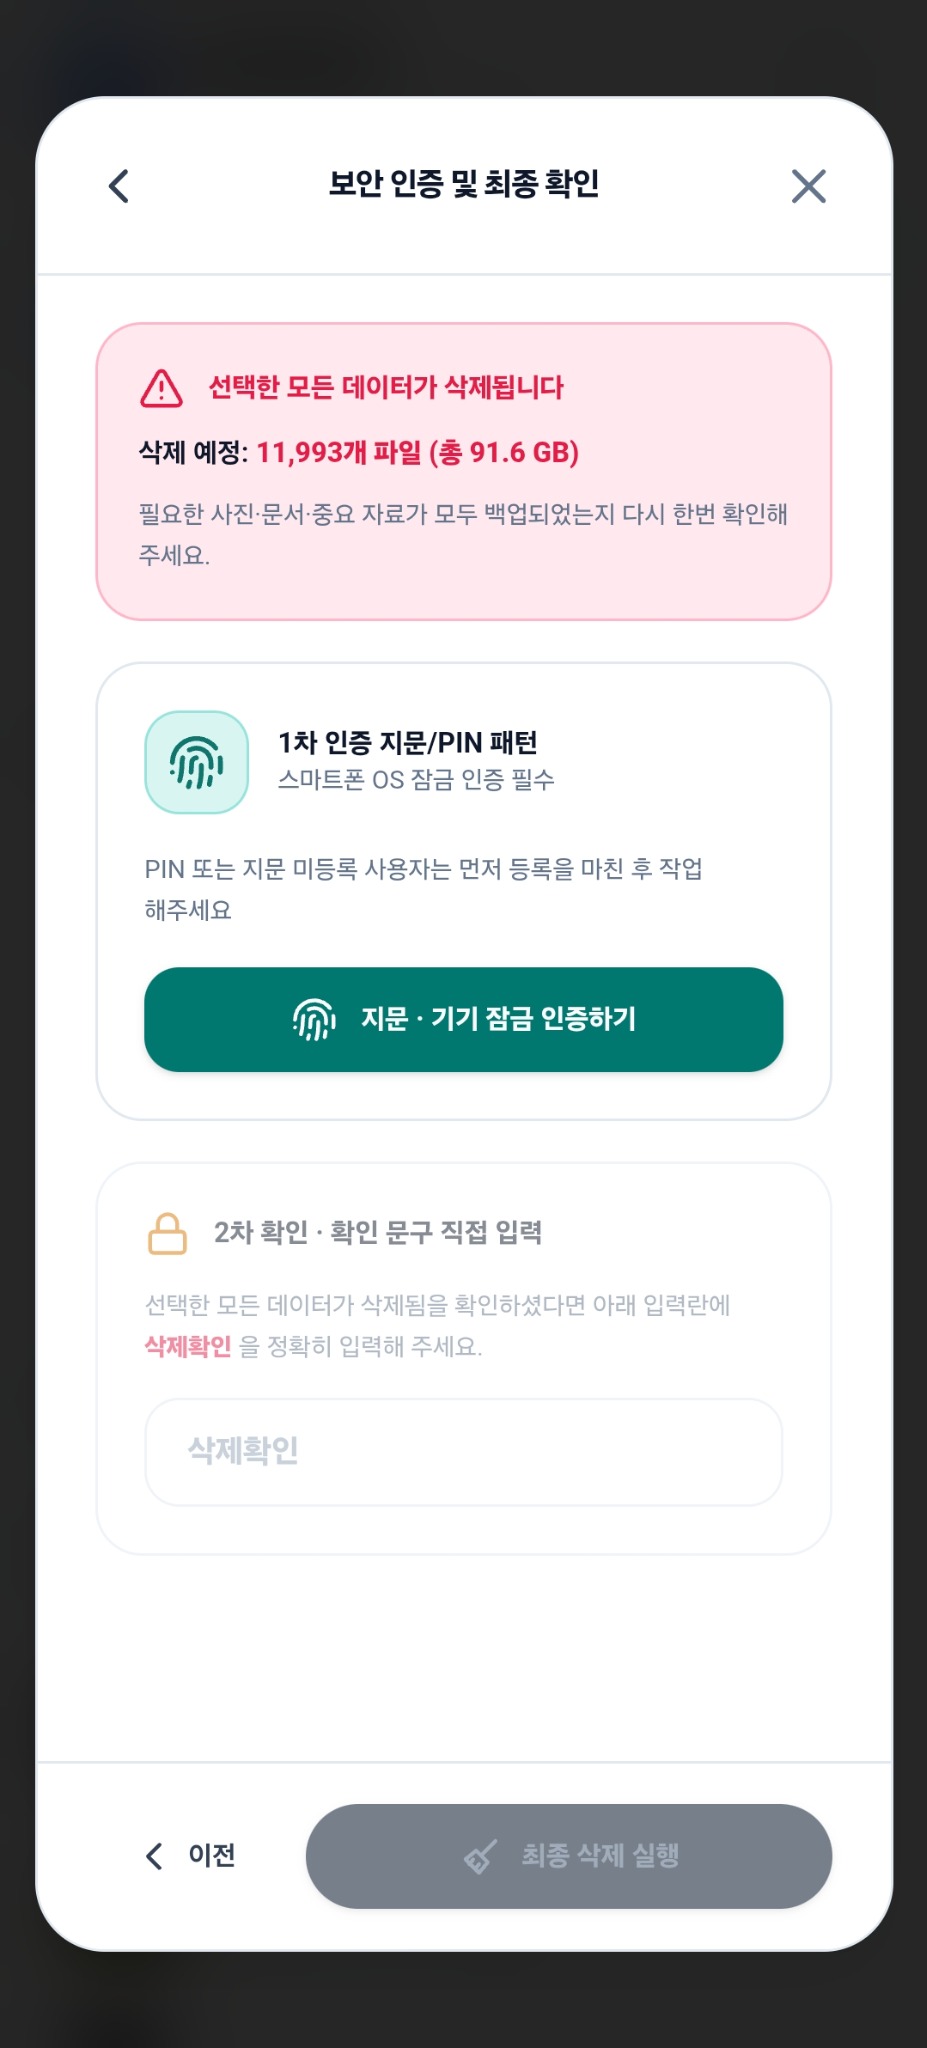 보안 인증 및 최종 확인
선택한 모든 데이터가 삭제됩니다
삭제 예정: 11,993개 파일 (총 91.6 GB)
필요한 사진·문서·중요 자료가 모두 백업되었는지 다시 한번 확인해
주세요.
1차 인증 지문/PIN 패턴
스마트폰 OS 잠금 인증 필수
PIN 또는 지문 미등록 사용자는 먼저 등록을 마친 후 작업
해주세요
지문 · 기기 잠금 인증하기
2차 확인 · 확인 문구 직접 입력
선택한 모든 데이터가 삭제됨을 확인하셨다면 아래 입력란에
삭제확인 을 정확히 입력해 주세요.
삭제확인
이전
최종 삭제 실행